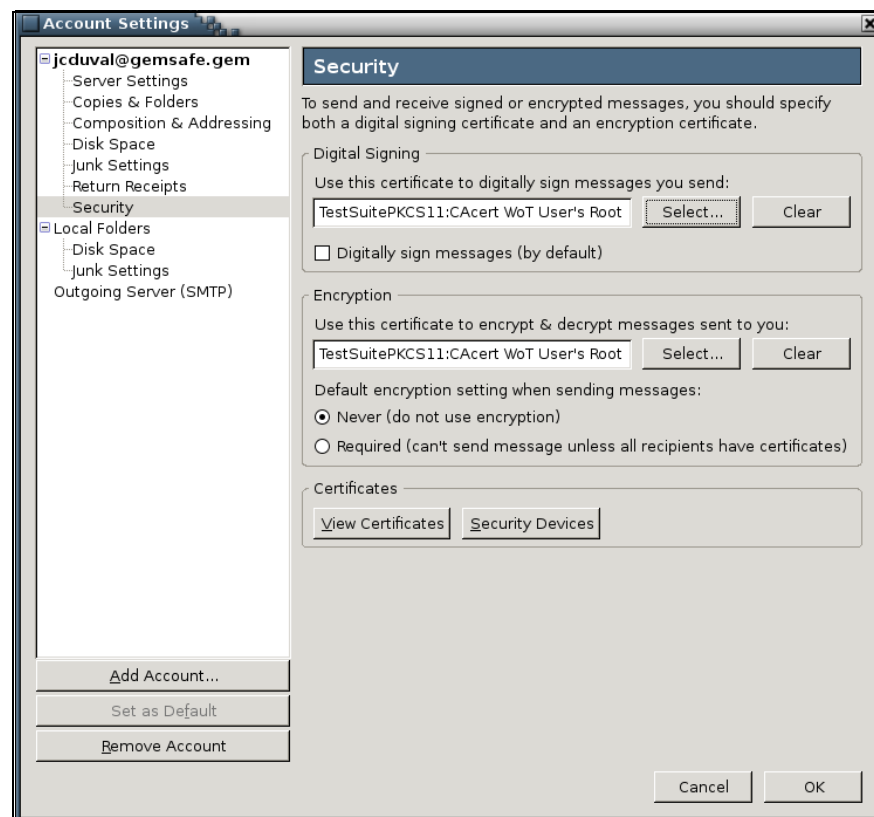 Account Settings
jcduval@gemsafe.gem
Server Settings
Copies & Folders
Composition & Addressing
Disk Space
Junk Settings
Return Receipts
Security
Local Folders
Disk Space
Junk Settings
Outgoing Server (SMTP)
Add Account...
Set as Default
Remove Account
Security
To send and receive signed or encrypted messages, you should specify
both a digital signing certificate and an encryption certificate.
Digital Signing
Use this certificate to digitally sign messages you send:
TestSuitePKCS11:CAcert WoT User's Root Select... Clear
Digitally sign messages (by default)
Encryption
Use this certificate to encrypt & decrypt messages sent to you:
TestSuitePKCS11:CAcert WoT User's Root Select... Clear
Default encryption setting when sending messages:
Never (do not use encryption)
Required (can't send message unless all recipients have certificates)
Certificates
View Certificates Security Devices
Cancel OK